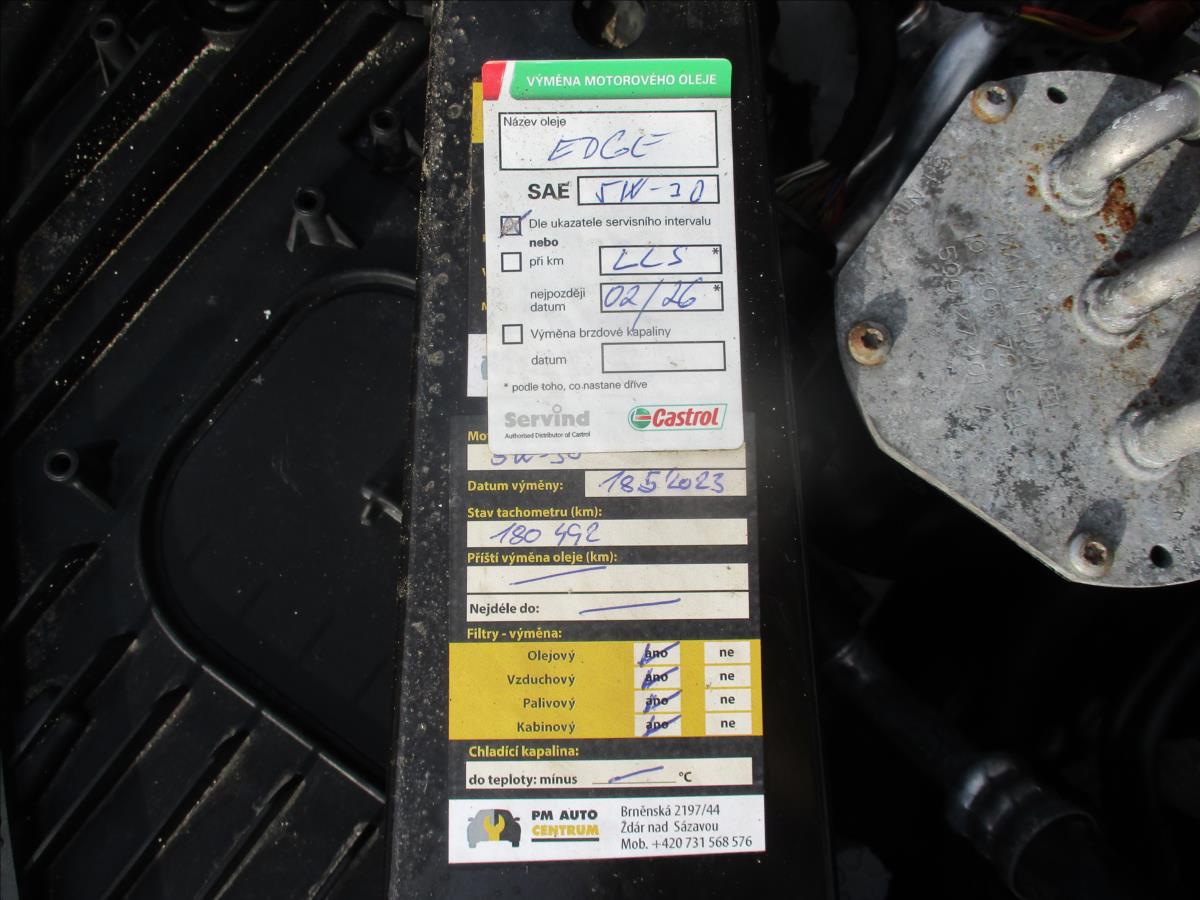 VÝMĚNA MOTOROVÉHO OLEJE
Název oleje
EDGE
SAE 5W-30
Dle ukazatele servisního intervalu
nebo
při km LLS *
nejpozději
datum 02/26 *
Výměna brzdové kapaliny
datum
* podle toho, co nastane dříve
Servind
Authorised Distributor of Castrol
Castrol
5W-30
Datum výměny: 18.5.2023
Stav tachometru (km):
180 492
Příští výměna oleje (km):
Nejdéle do:
Filtry - výměna:
Olejový ano ne
Vzduchový ano ne
Palivový ano ne
Kabinový ano ne
Chladící kapalina:
do teploty: mínus °C
PM AUTO
CENTRUM
Brněnská 2197/44
Žďár nad Sázavou
Mob. +420 731 568 576